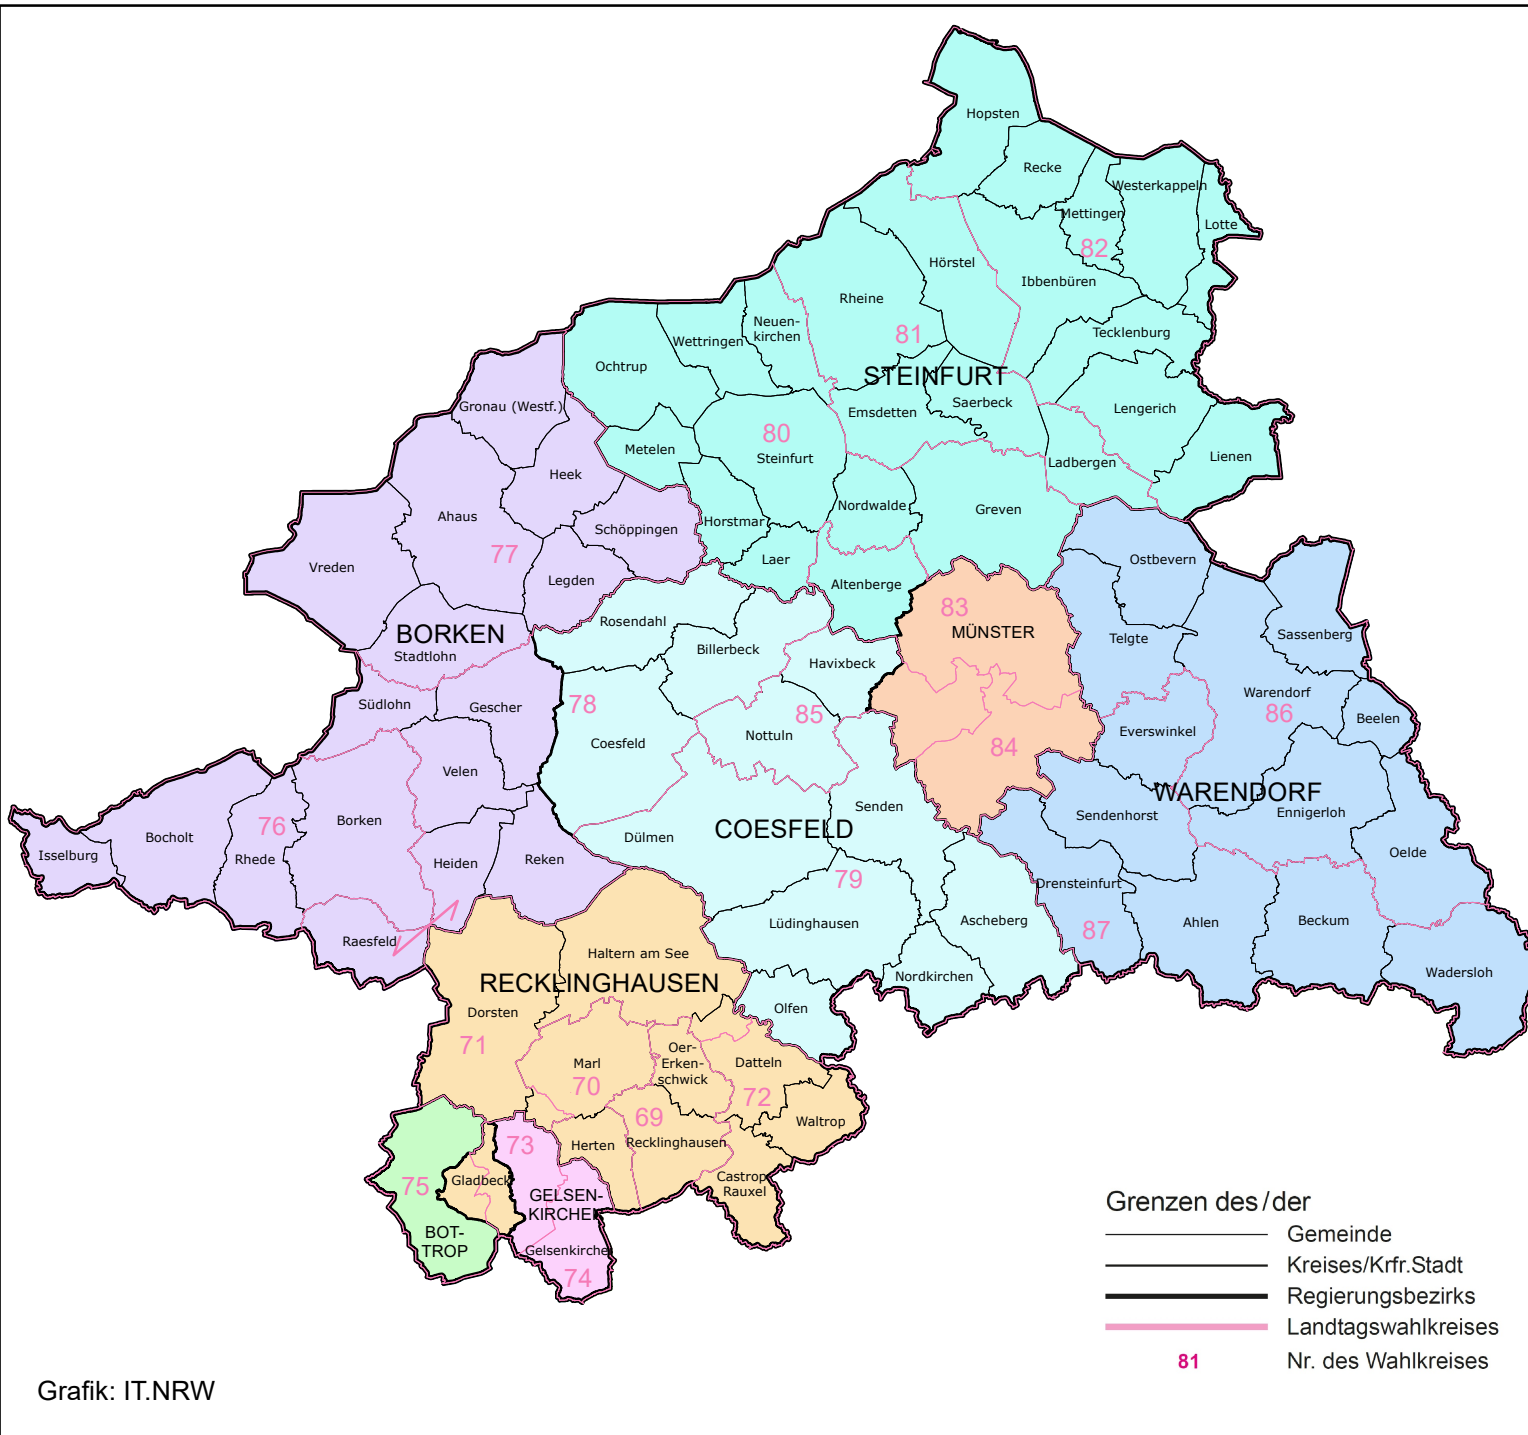 Hopsten
Recke
Westerkappeln
Mettingen
Lotte
82
Hörstel
Ibbenbüren
Rheine
Neuen-
kirchen
81
Tecklenburg
Wettringen
Ochtrup
STEINFURT
Saerbeck
Lengerich
Gronau (Westf.)
Emsdetten
80
Metelen
Steinfurt
Lienen
Ladbergen
Heek
Nordwalde
Greven
Ahaus
Horstmar
Schöppingen
77
Laer
Ostbevern
Vreden
Legden
Altenberge
83
Rosendahl
MÜNSTER
BORKEN
Stadtlohn
Telgte
Sassenberg
Billerbeck
Havixbeck
Warendorf
86
Südlohn
Gescher
78
85
Beelen
Nottuln
Everswinkel
Coesfeld
84
Velen
WARENDORF
Ennigerloh
Senden
Sendenhorst
76
Borken
COESFELD
Dülmen
Bocholt
Isselburg
Rhede
Heiden
Reken
Oelde
79
Drensteinfurt
Lüdinghausen
Ascheberg
Ahlen
Beckum
87
Raesfeld
Haltern am See
Nordkirchen
Wadersloh
RECKLINGHAUSEN
Olfen
Dorsten
71
Marl
70
Oer-
Erken-
schwick
Datteln
72
69
Waltrop
73
Herten
Recklinghausen
75
Gladbeck
Castrop
Rauxel
GELSEN-
KIRCHEN
BOT-
TROP
Gelsenkirche
74
Grenzen des/der
Gemeinde
Kreises/Krfr.Stadt
Regierungsbezirks
Landtagswahlkreises
81 Nr. des Wahlkreises
Grafik: IT.NRW